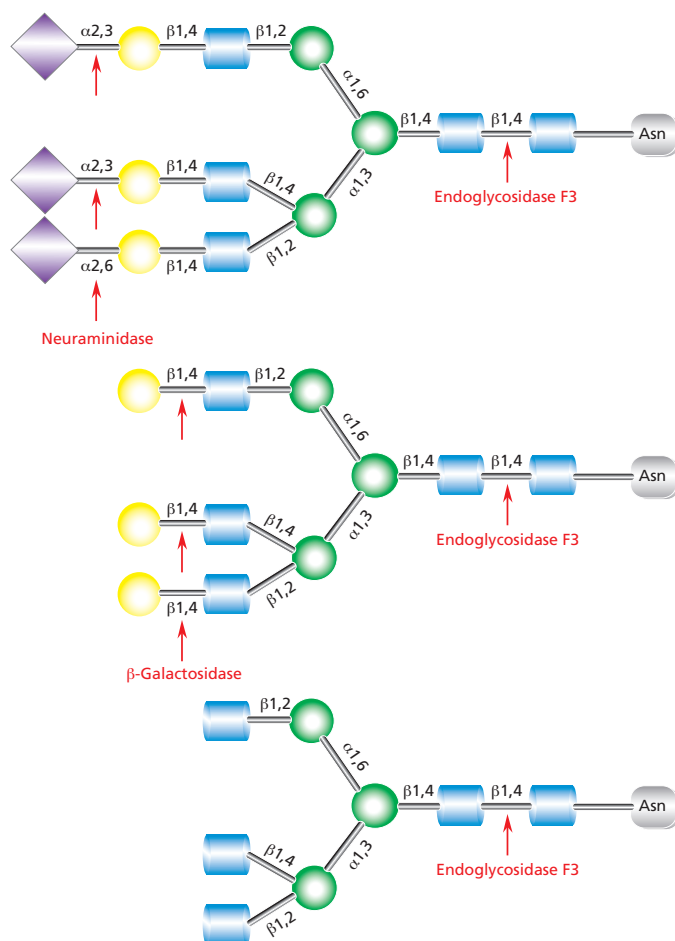 α2,3 β1,4 β1,2
α1,6
β1,4 β1,4
Asn
α2,3 β1,4
β1,4
α1,3
Endoglycosidase F3
α2,6 β1,4 β1,2
Neuraminidase
β1,4 β1,2
α1,6
β1,4 β1,4
Asn
β1,4
β1,4
α1,3
Endoglycosidase F3
β1,4 β1,2
β-Galactosidase
β1,2
α1,6
β1,4 β1,4
Asn
β1,4
α1,3
Endoglycosidase F3
β1,2